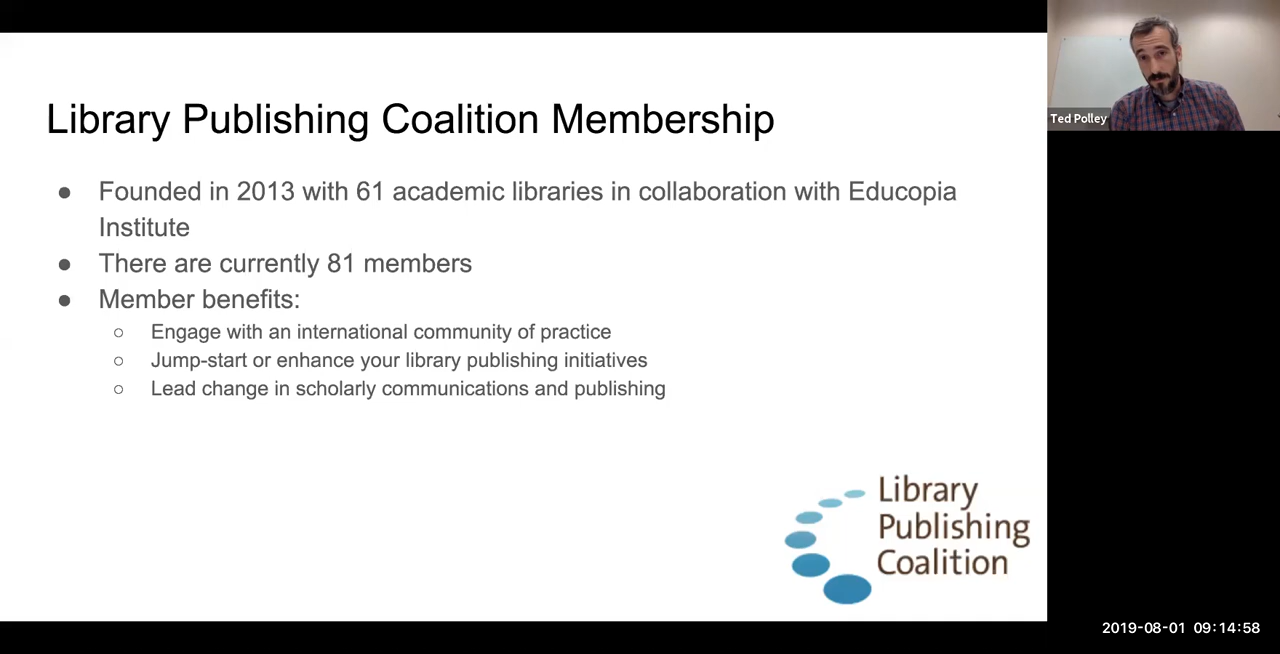 Library Publishing Coalition Membership
● Founded in 2013 with 61 academic libraries in collaboration with Educopia
Institute
● There are currently 81 members
● Member benefits:
○ Engage with an international community of practice
○ Jump-start or enhance your library publishing initiatives
○ Lead change in scholarly communications and publishing
Library
Publishing
Coalition
Ted Polley
2019-08-01 09:14:58